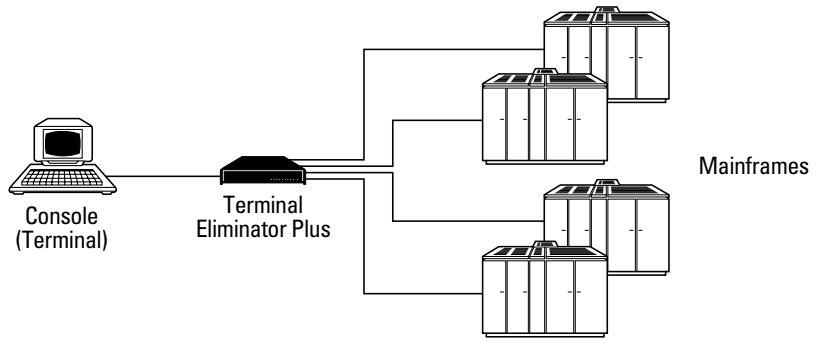 Console
(Terminal)
Terminal
Eliminator Plus
Mainframes